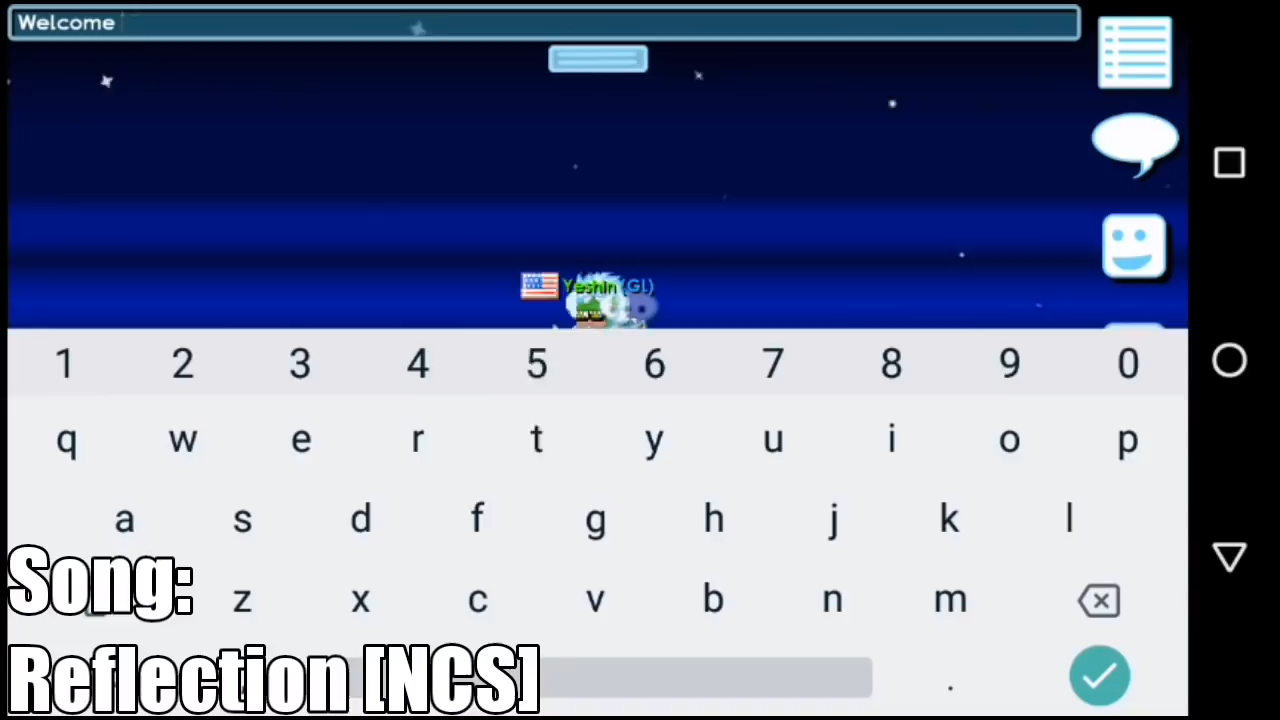 Welcome
Yeshin (GL)
1 2 3 4 5 6 7 8 9 0
q w e r t y u i o p
a s d f g h j k l
z x c v b n m
.
Song:
Reflection [NCS]